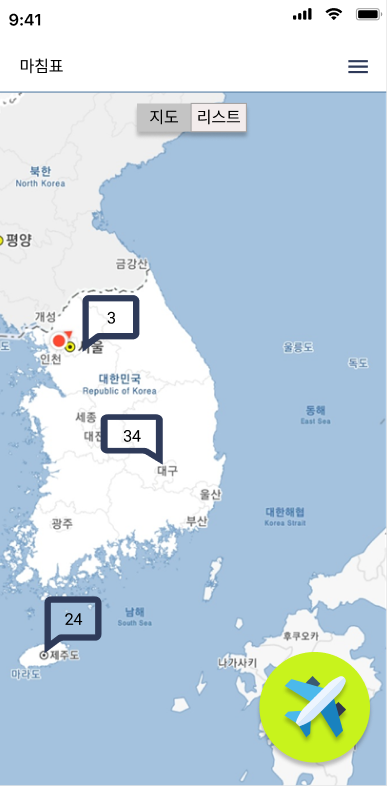 9:41
마침표
지도
리스트
북한
North Korea
평양
금강산
개성
3
서울
인천
울릉도
독도
대한민국
Republic of Korea
세종
동해
East Sea
34
대구
울산
대한해협
Korea Strait
광주
부산
24
남해
South Sea
후쿠오카
제주도
나가사키
마라도